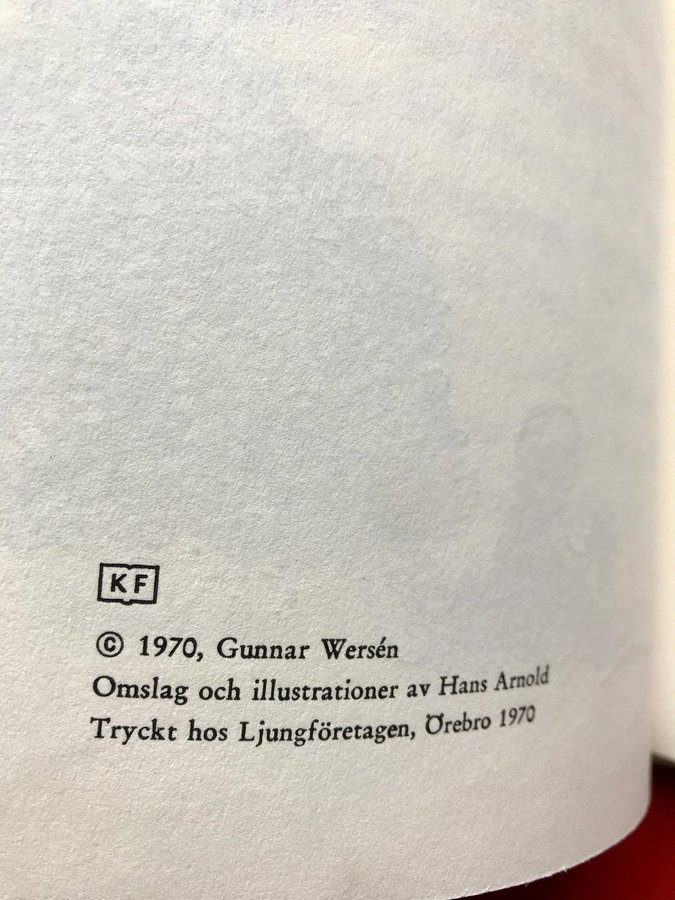 KF
© 1970, Gunnar Wersén
Omslag och illustrationer av Hans Arnold
Tryckt hos Ljungföretagen, Örebro 1970